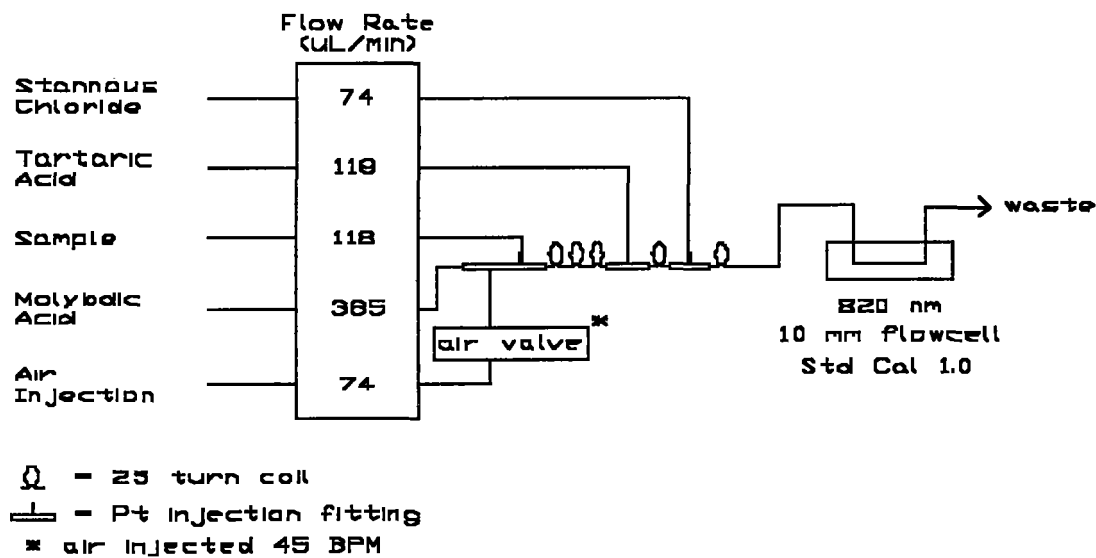 Flow Rate
(uL/min)
Stannous
Chloride
74
Tartaric
Acid
118
waste
Sample
118
Molybdic
Acid
385
air valve
*
820 nm
10 mm flowcell
Std Cal 1.0
Air
Injection
74
= 25 turn coil
= Pt injection fitting
* air injected 45 BPM